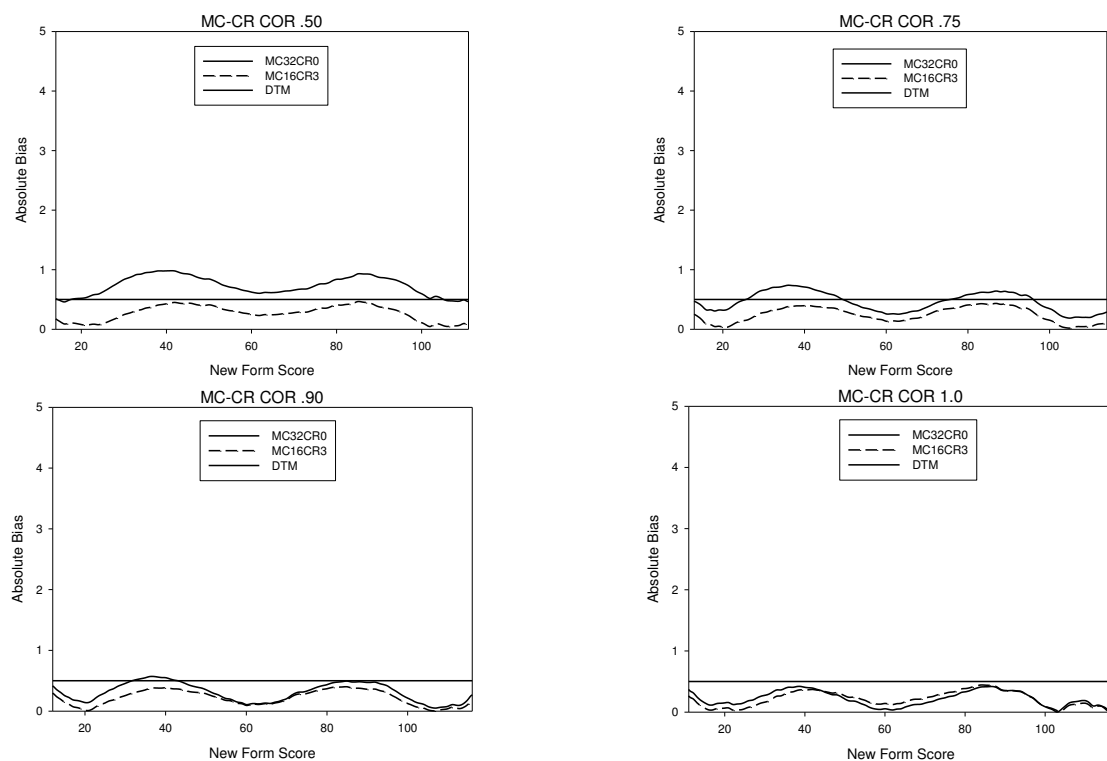 MC-CR COR .50
5
4
3
2
1
0
Absolute Bias
MC32CR0
MC16CR3
DTM
20 40 60 80 100
New Form Score
MC-CR COR .75
5
4
3
2
1
0
Absolute Bias
MC32CR0
MC16CR3
DTM
20 40 60 80 100
New Form Score
MC-CR COR .90
5
4
3
2
1
0
Absolute Bias
MC32CR0
MC16CR3
DTM
20 40 60 80 100
New Form Score
MC-CR COR 1.0
5
4
3
2
1
0
Absolute Bias
MC32CR0
MC16CR3
DTM
20 40 60 80 100
New Form Score